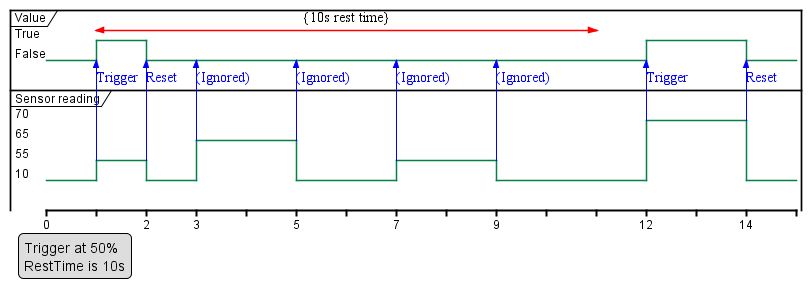 Value
{10s rest time}
True
False
Trigger Reset (Ignored) (Ignored) (Ignored) (Ignored) Trigger Reset
Sensor reading
70
65
55
10
0 2 3 5 7 9 12 14
Trigger at 50%
RestTime is 10s